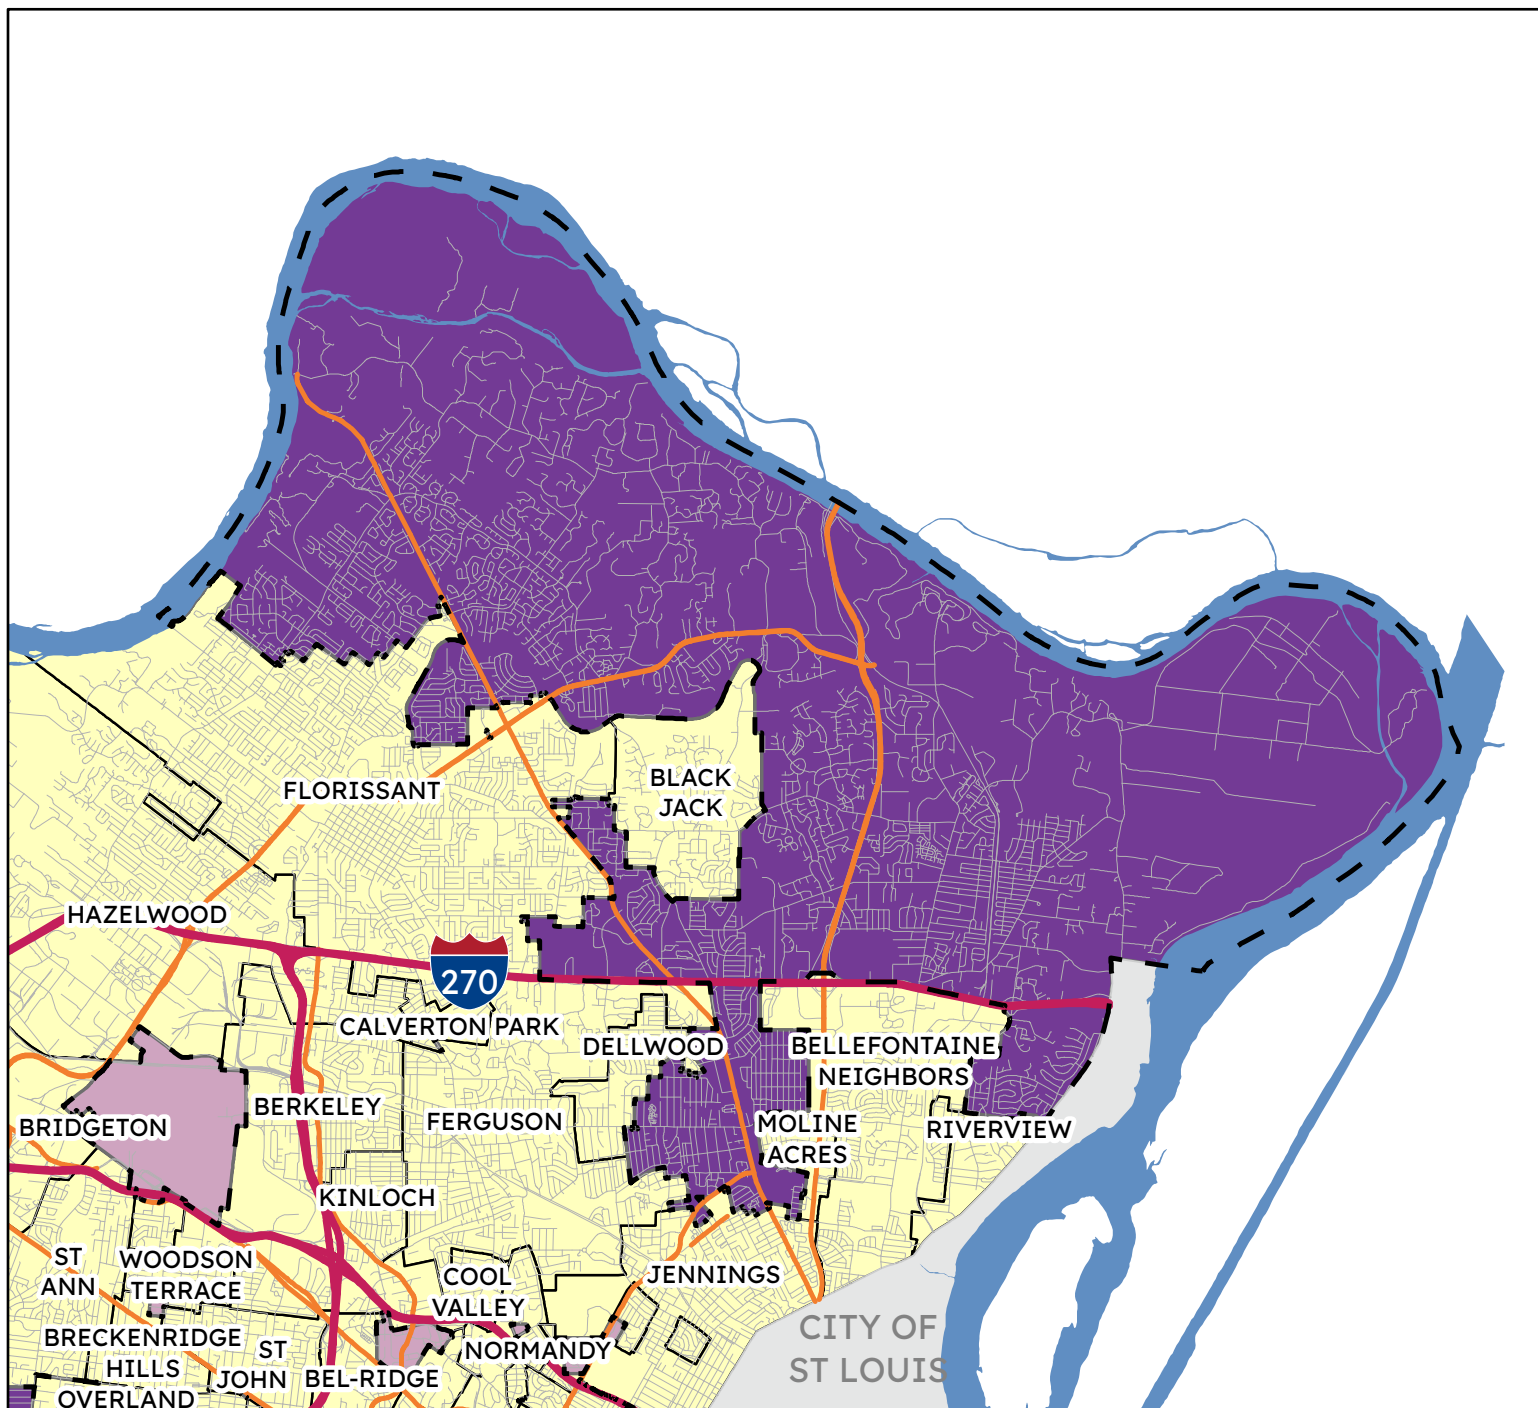 BLACK
JACK
FLORISSANT
HAZELWOOD
270
CALVERTON PARK
DELLWOOD
BELLEFONTAINE
NEIGHBORS
BERKELEY
FERGUSON
BRIDGETON
MOLINE
ACRES
RIVERVIEW
KINLOCH
ST
ANN
WOODSON
TERRACE
COOL
VALLEY
JENNINGS
CITY OF
ST LOUIS
BRECKENRIDGE
HILLS
ST
JOHN
BEL-RIDGE
NORMANDY
OVERLAND